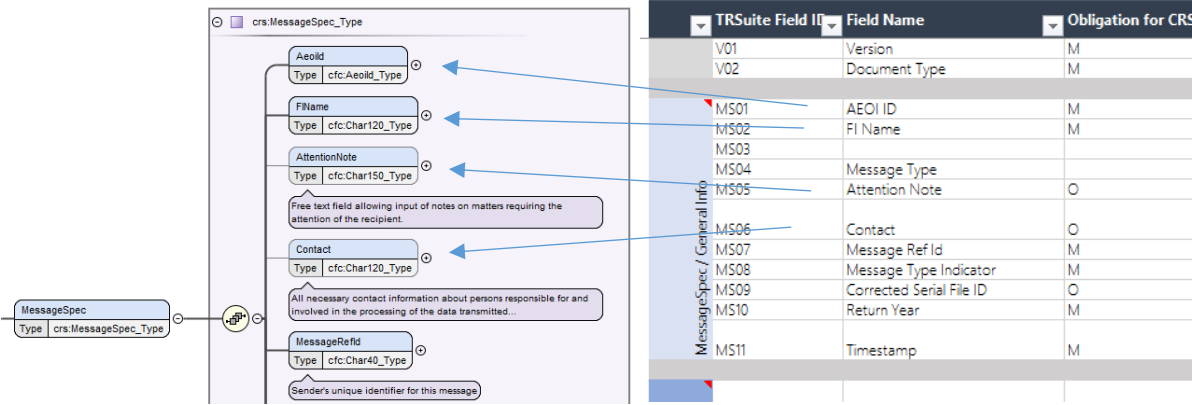 crs:MessageSpec_Type
AeoiId
Type cfc:AeoiId_Type
FIName
Type cfc:Char120_Type
AttentionNote
Type cfc:Char150_Type
Free text field allowing input of notes on matters requiring the
attention of the recipient.
Contact
Type cfc:Char120_Type
All necessary contact information about persons responsible for and
involved in the processing of the data transmitted...
MessageSpec
Type crs:MessageSpec_Type
MessageRefId
Type cfc:Char40_Type
Sender's unique identifier for this message
TRSuite Field ID Field Name Obligation for CRS
V01 Version M
V02 Document Type M
MessageSpec / General Info
MS01 AEOI ID M
MS02 FI Name M
MS03
MS04 Message Type
MS05 Attention Note O
MS06 Contact O
MS07 Message Ref Id M
MS08 Message Type Indicator M
MS09 Corrected Serial File ID O
MS10 Return Year M
MS11 Timestamp M